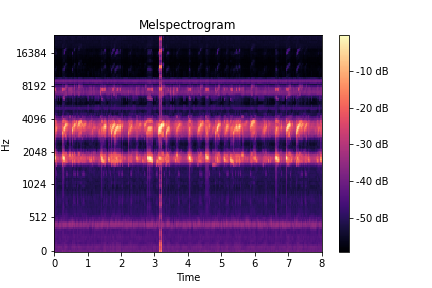 Melspectrogram
16384
8192
4096
2048
1024
512
0
Hz
0 1 2 3 4 5 6 7 8
Time
-10 dB
-20 dB
-30 dB
-40 dB
-50 dB